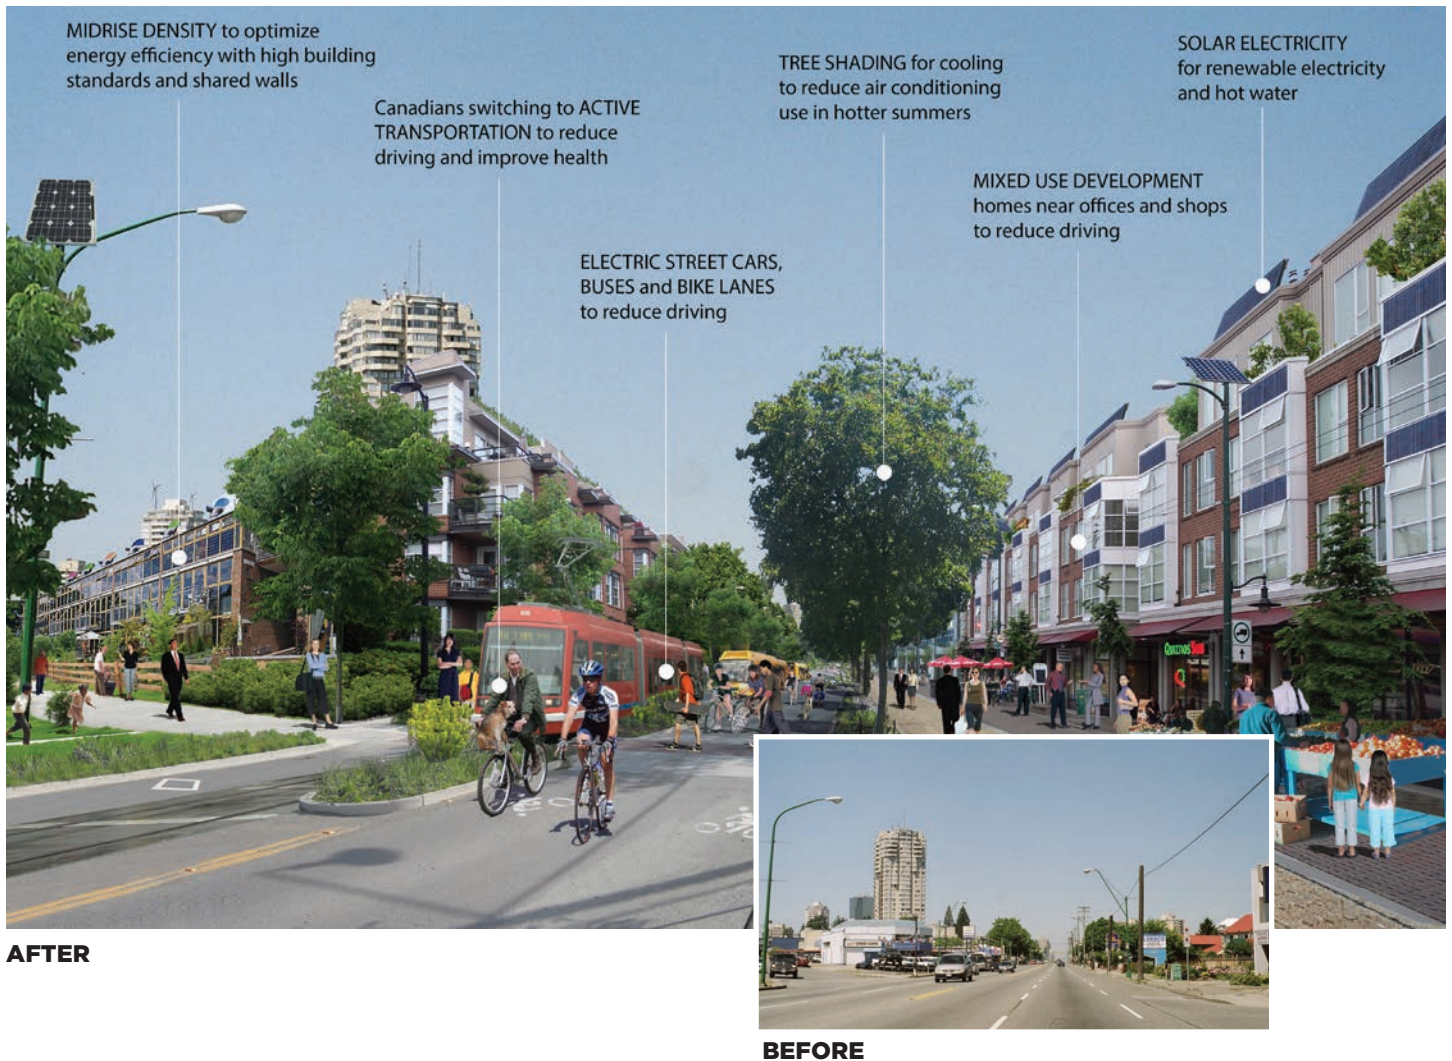 MIDRISE DENSITY to optimize
energy efficiency with high building
standards and shared walls
Canadians switching to ACTIVE
TRANSPORTATION to reduce
driving and improve health
ELECTRIC STREET CARS,
BUSES and BIKE LANES
to reduce driving
TREE SHADING for cooling
to reduce air conditioning
use in hotter summers
MIXED USE DEVELOPMENT
homes near offices and shops
to reduce driving
SOLAR ELECTRICITY
for renewable electricity
and hot water
Quiznos Sub
AFTER
BEFORE